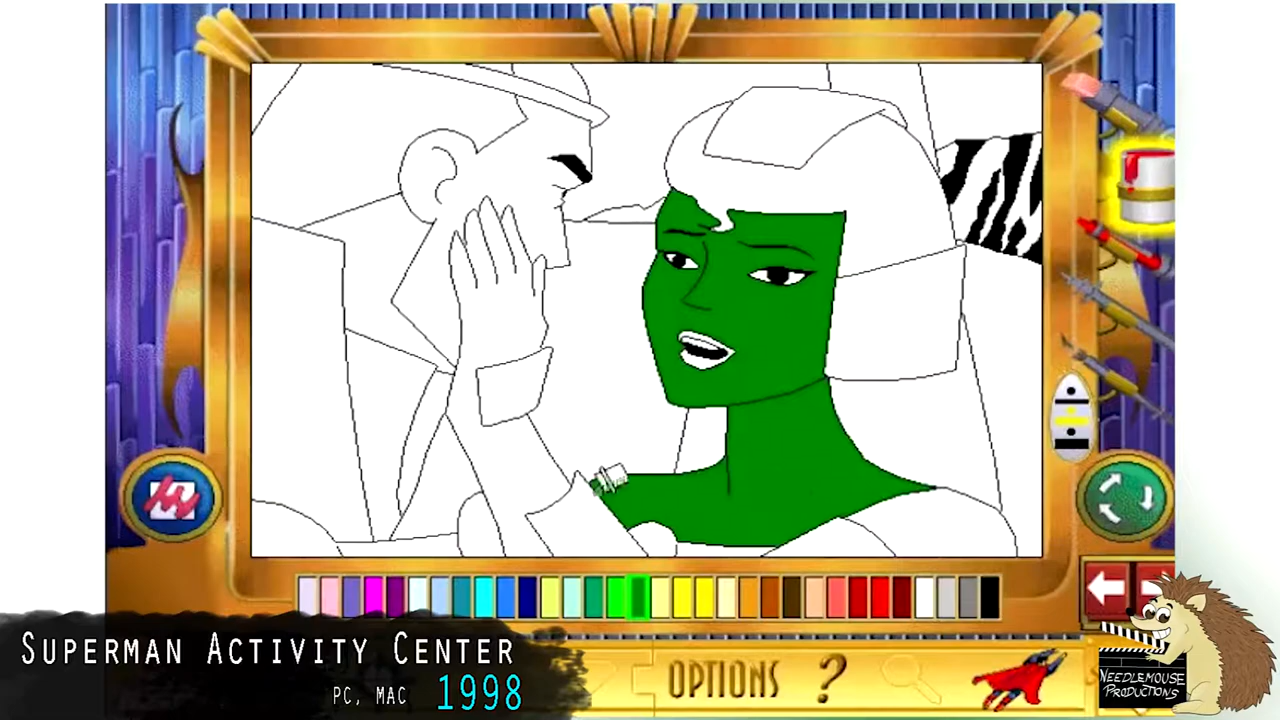 OPTIONS ?
SUPERMAN ACTIVITY CENTER
PC, MAC 1998
NEEDLEMOUSE
PRODUCTIONS